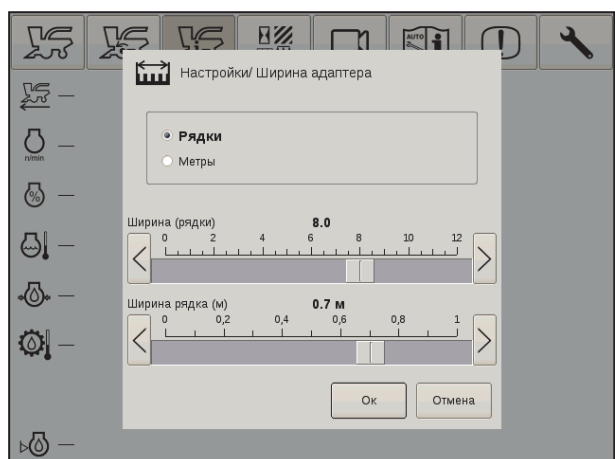 AUTO
Настройки/ Ширина адаптера
Рядки
Метры
n/min
%
Ширина (рядки) 8.0
0 2 4 6 8 10 12
Ширина рядка (м) 0.7 м
0 0,2 0,4 0,6 0,8 1
Ок Отмена